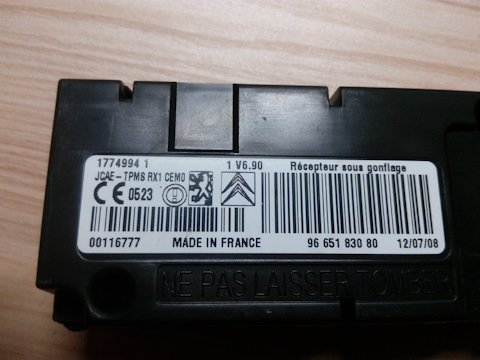 1774994 1 1 V6.90 Récepteur sous gonflage
JCAE-TPMS RX1 CEMO
CE 0523
00116777 MADE IN FRANCE 96 651 830 80 12/07/08
NE PAS LAISSER TOMBER